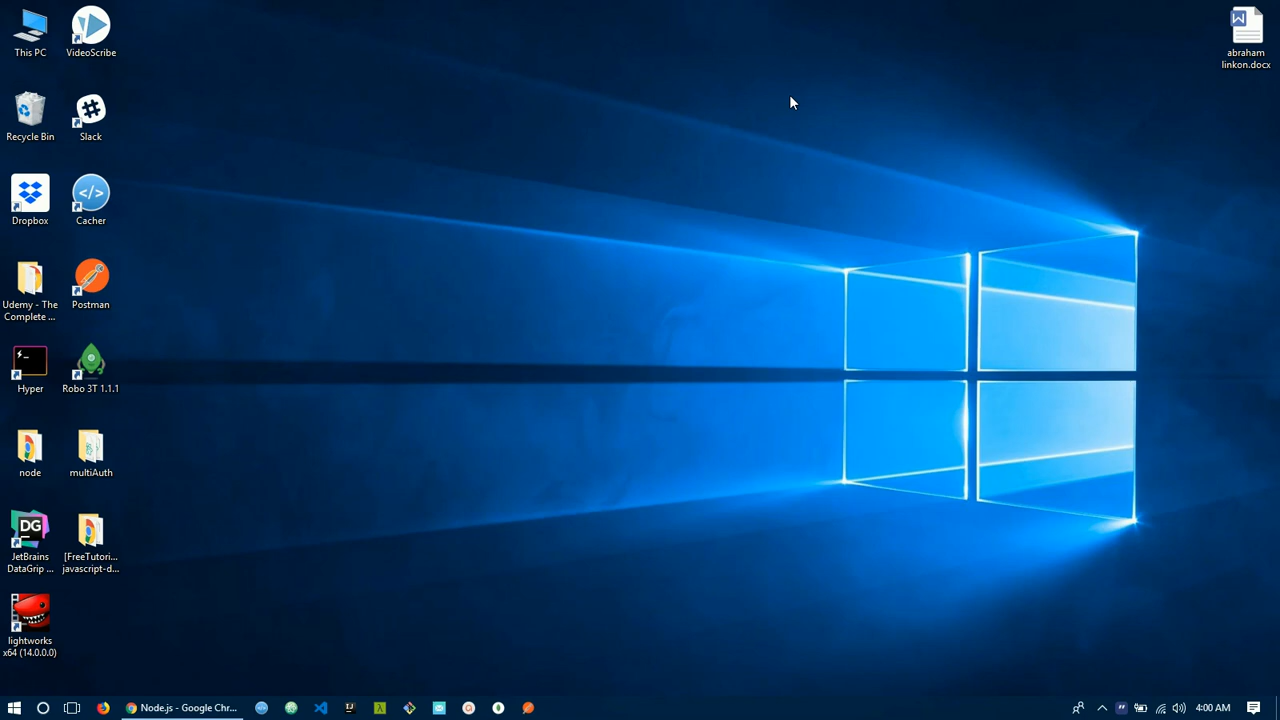 This PC
VideoScribe
abraham
linkon.docx
Recycle Bin
Slack
Dropbox
Cacher
Udemy - The
Complete ...
Postman
Hyper
Robo 3T 1.1.1
node
multiAuth
DG
JetBrains
DataGrip ...
[FreeTutori...
javascript-d...
lightworks
x64 (14.0.0.0)
Node.js - Google Chr...
4:00 AM